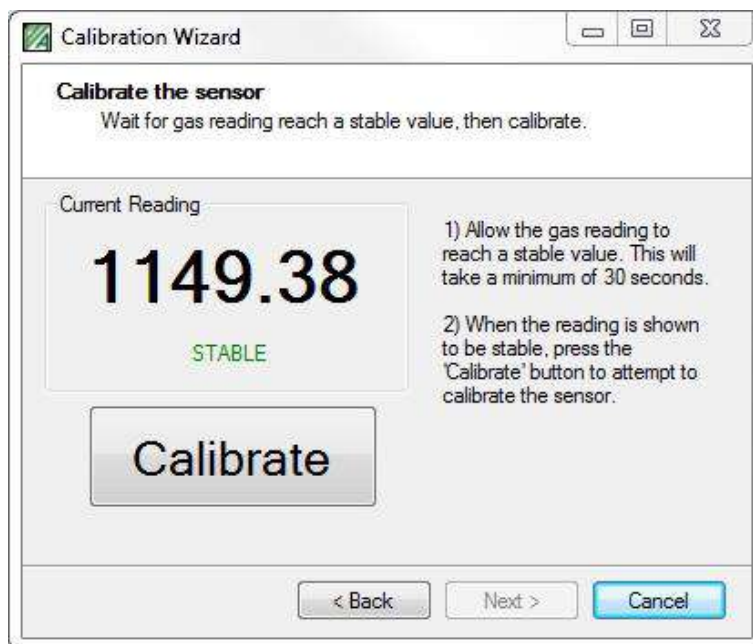 Calibration Wizard
Calibrate the sensor
Wait for gas reading reach a stable value, then calibrate.
Current Reading
1149.38
STABLE
Calibrate
1) Allow the gas reading to
reach a stable value. This will
take a minimum of 30 seconds.
2) When the reading is shown
to be stable, press the
'Calibrate' button to attempt to
calibrate the sensor.
< Back
Next >
Cancel